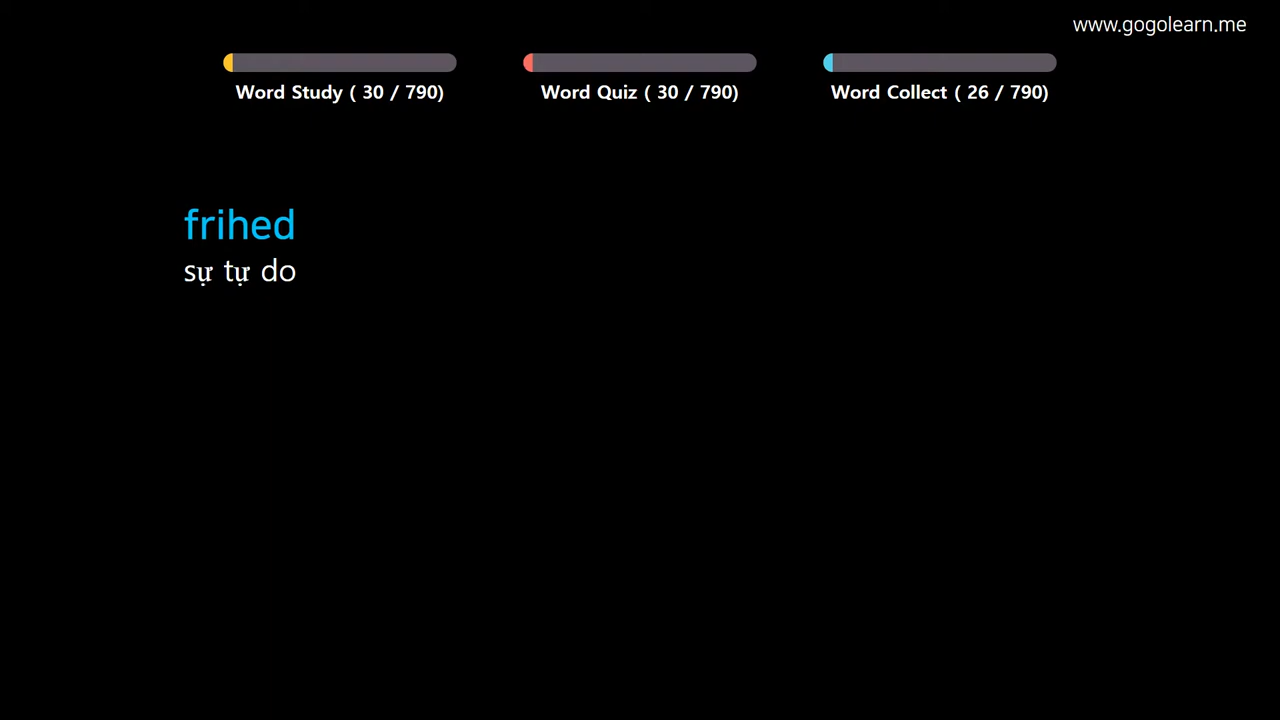 www.gogolearn.me
Word Study ( 30 / 790)
Word Quiz ( 30 / 790)
Word Collect ( 26 / 790)
frihed
sự tự do